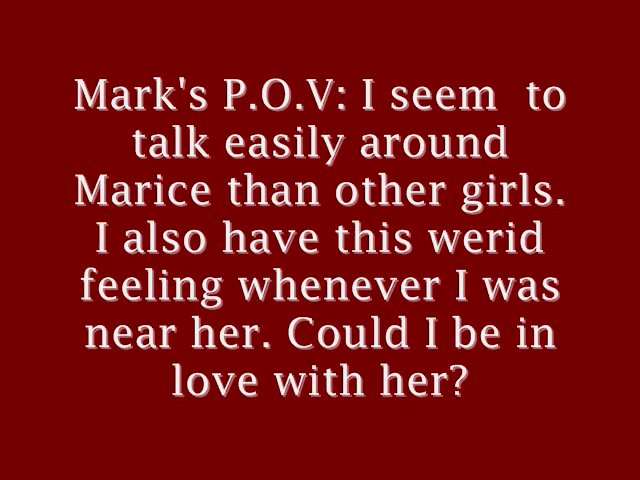 Mark's P.O.V: I seem  to
talk easily around
Marice than other girls.
I also have this werid
feeling whenever I was
near her. Could I be in
love with her?